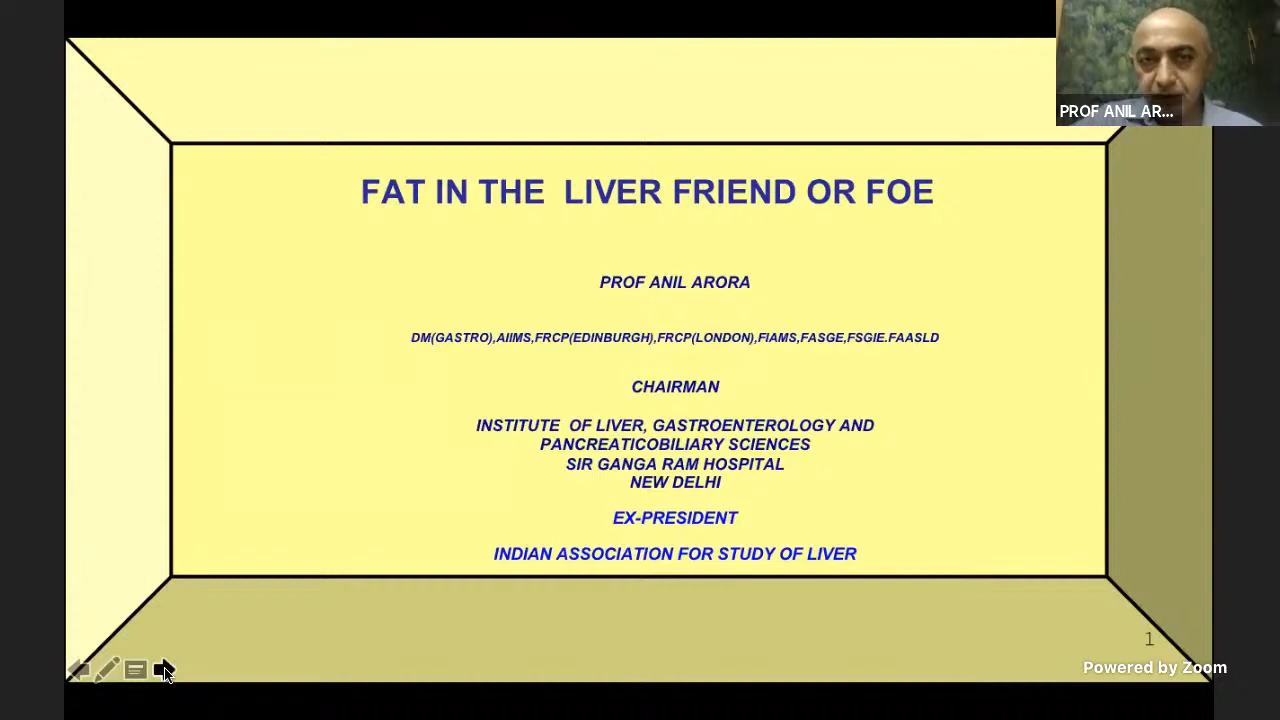 PROF ANIL AR...
FAT IN THE LIVER FRIEND OR FOE
PROF ANIL ARORA
DM(GASTRO),AIIMS,FRCP(EDINBURGH),FRCP(LONDON),FIAMS,FASGE,FSGIE.FAASLD
CHAIRMAN
INSTITUTE OF LIVER, GASTROENTEROLOGY AND
PANCREATICOBILIARY SCIENCES
SIR GANGA RAM HOSPITAL
NEW DELHI
EX-PRESIDENT
INDIAN ASSOCIATION FOR STUDY OF LIVER
1
Powered by Zoom